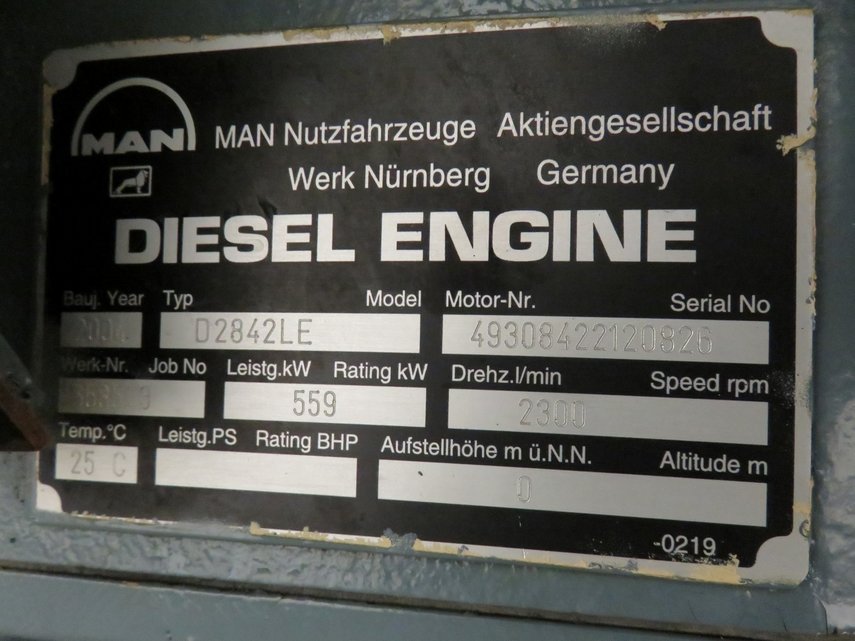 MAN
MAN Nutzfahrzeuge Aktiengesellschaft
Werk Nürnberg Germany
DIESEL ENGINE
Bauj. Year Typ Model Motor-Nr. Serial No
D2842LE 49308422120826
Werk-Nr. Job No Leistg.kW Rating kW Drehz.l/min Speed rpm
559 2300
Temp.°C Leistg.PS Rating BHP Aufstellhöhe m ü.N.N. Altitude m
25 C 0
-0219